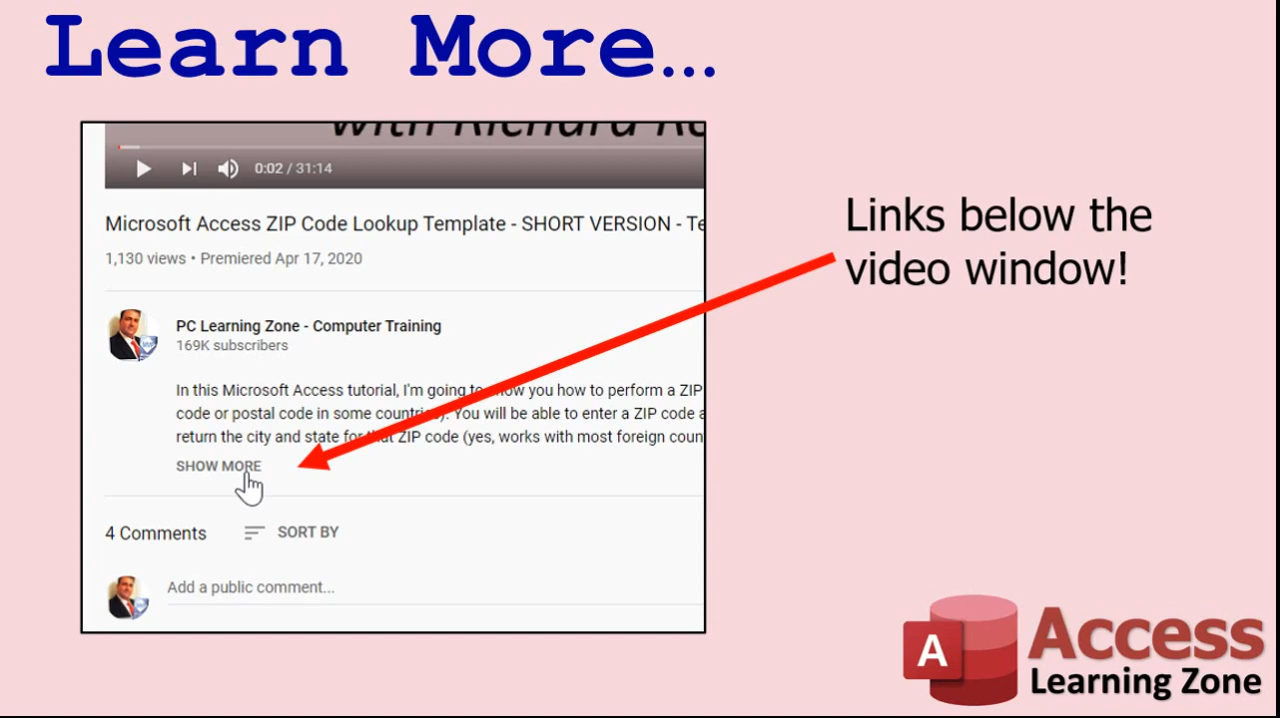 Learn More...
with Richard
0:02 / 31:14
Microsoft Access ZIP Code Lookup Template - SHORT VERSION - Te
1,130 views • Premiered Apr 17, 2020
PC Learning Zone - Computer Training
169K subscribers
In this Microsoft Access tutorial, I'm going to show you how to perform a ZIP
code or postal code in some countries). You will be able to enter a ZIP code a
return the city and state for that ZIP code (yes, works with most foreign coun
SHOW MORE
4 Comments
SORT BY
Add a public comment...
Links below the
video window!
A
Access
Learning Zone